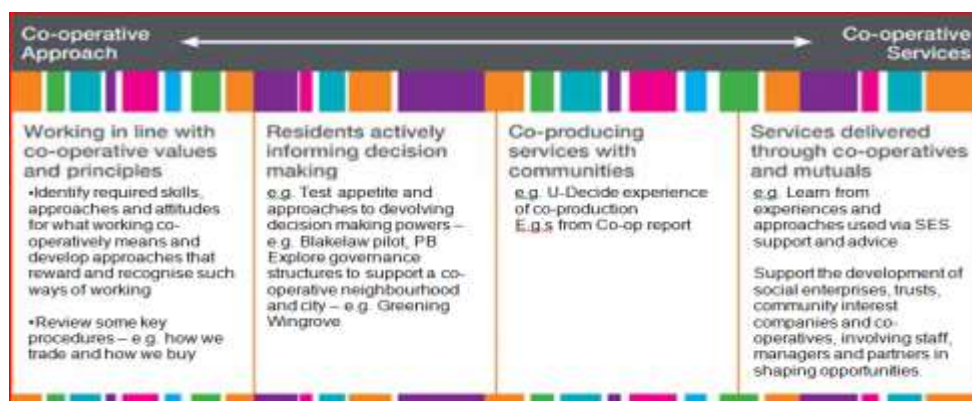 Co-operative
Approach
Co-operative
Services
Working in line with
co-operative values
and principles
•Identify required skills,
approaches and attitudes
for what working co-
operatively means and
develop approaches that
reward and recognise such
ways of working
•Review some key
procedures – e.g. how we
trade and how we buy
Residents actively
informing decision
making
e.g. Test appetite and
approaches to devolving
decision making powers –
e.g. Blakelaw pilot, PB
Explore governance
structures to support a co-
operative neighbourhood
and city – e.g. Greening
Wingrove
Co-producing
services with
communities
e.g. U-Decide experience
of co-production
E.g.s from Co-op report
Services delivered
through co-operatives
and mutuals
e.g. Learn from
experiences and
approaches used via SES
support and advice
Support the development of
social enterprises, trusts,
community interest
companies and co-
operatives, involving staff,
managers and partners in
shaping opportunities.